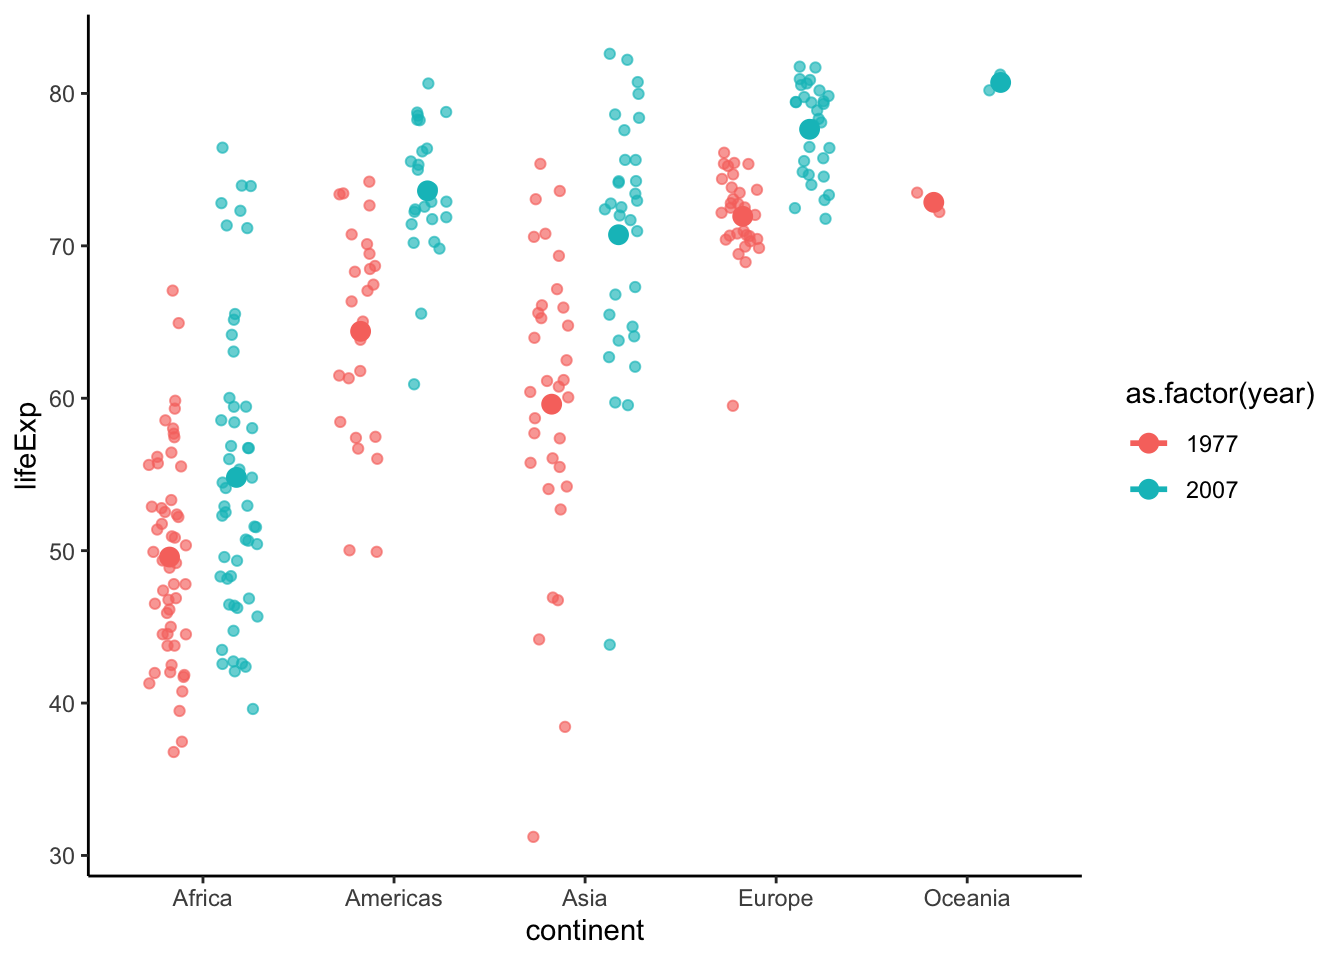 lifeExp
80
70
60
50
40
30
Africa
Americas
Asia
Europe
Oceania
continent
as.factor(year)
1977
2007